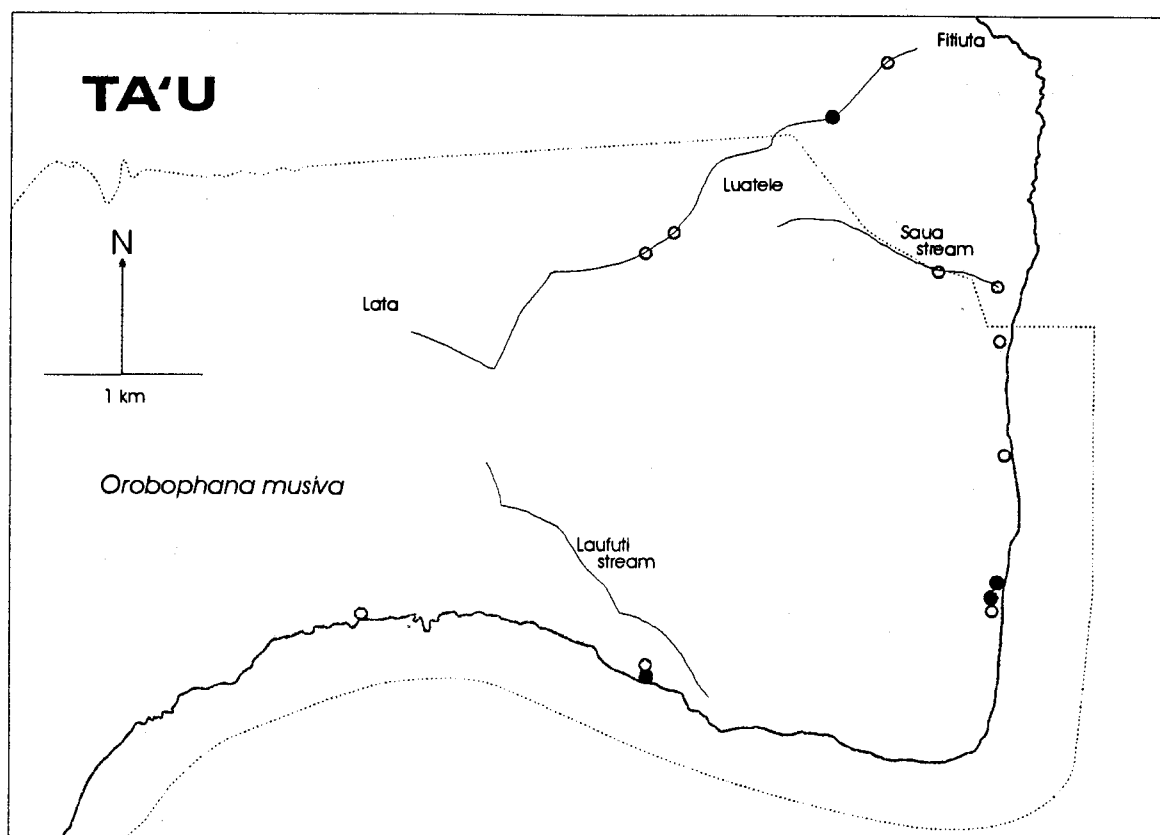 TA‘U
Fitiuta
Luatele
Saua
stream
N
Lata
1 km
Orobophana musiva
Laufuti
stream